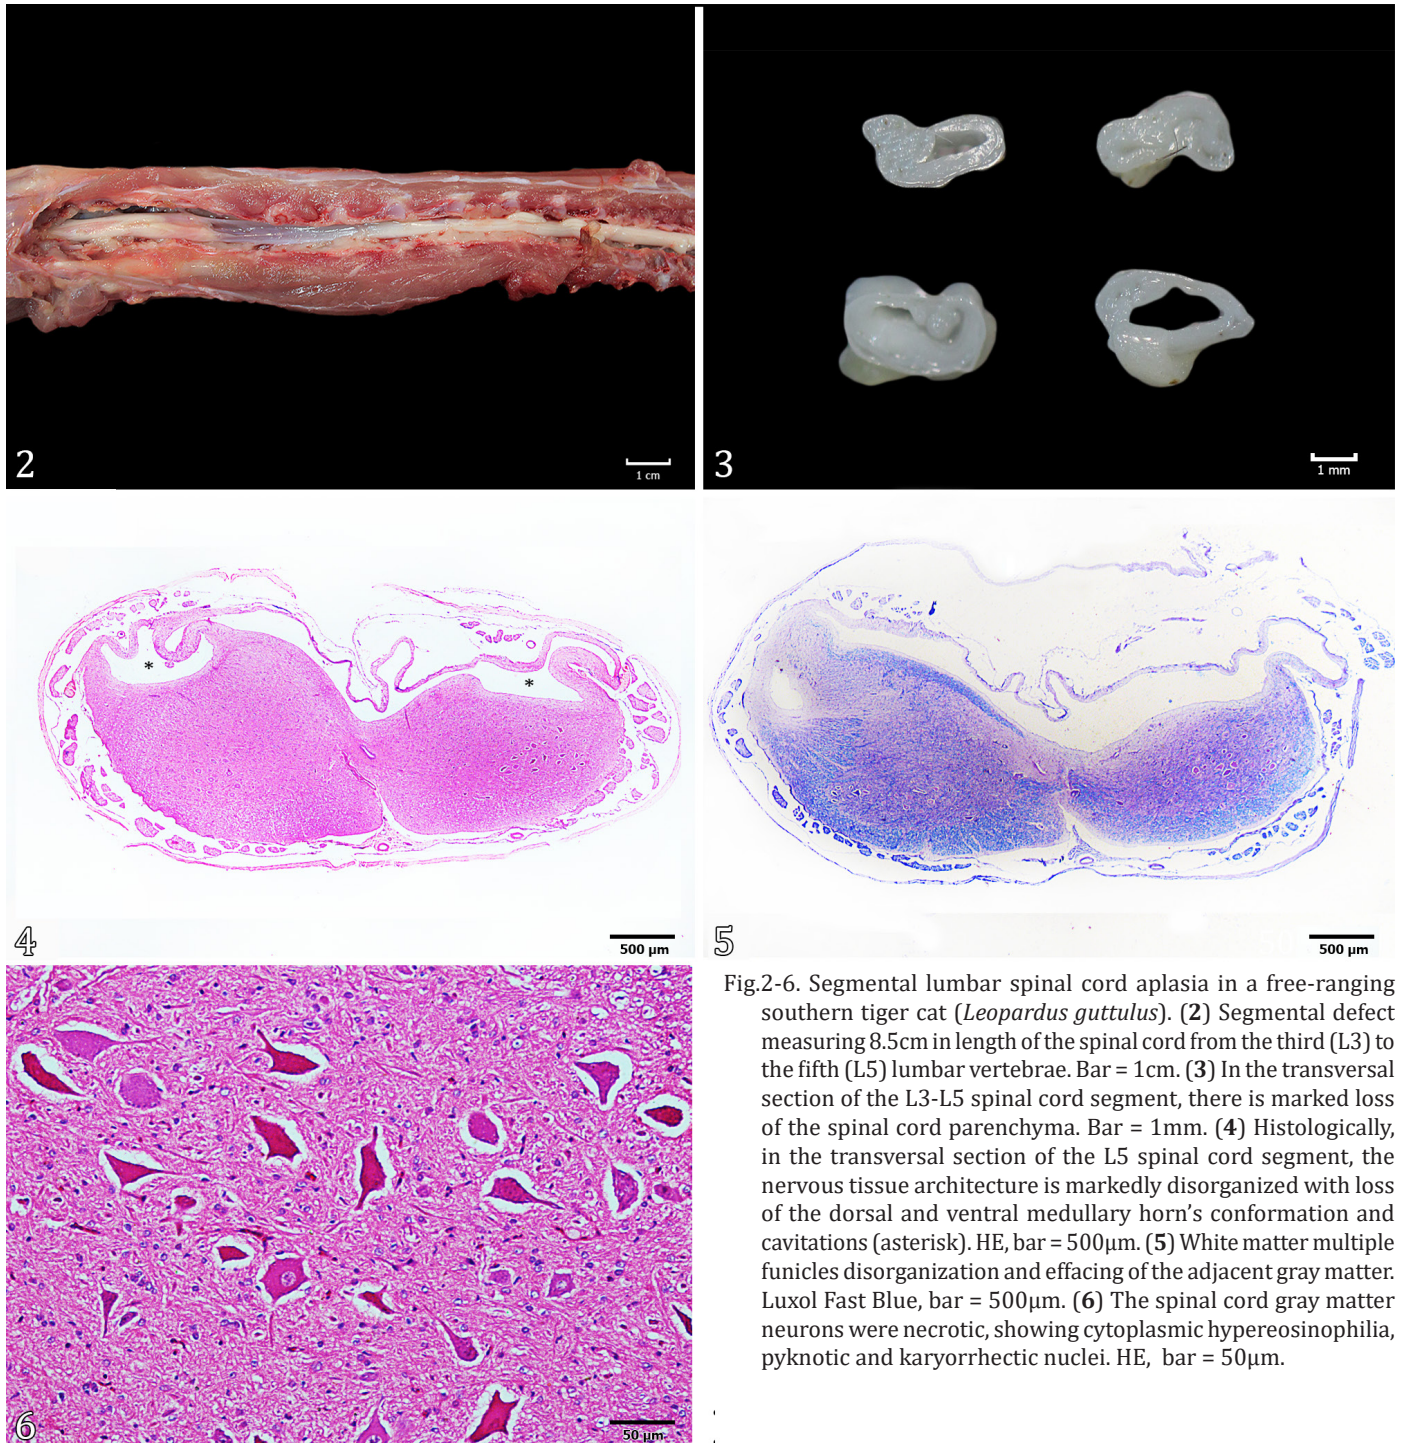 2
1 cm
3
1 mm
4
500 µm
5
500 µm
6
50 µm
Fig.2-6. Segmental lumbar spinal cord aplasia in a free-ranging
southern tiger cat (Leopardus guttulus). (2) Segmental defect
measuring 8.5cm in length of the spinal cord from the third (L3) to
the fifth (L5) lumbar vertebrae. Bar = 1cm. (3) In the transversal
section of the L3-L5 spinal cord segment, there is marked loss
of the spinal cord parenchyma. Bar = 1mm. (4) Histologically,
in the transversal section of the L5 spinal cord segment, the
nervous tissue architecture is markedly disorganized with loss
of the dorsal and ventral medullary horn’s conformation and
cavitations (asterisk). HE, bar = 500µm. (5) White matter multiple
funicles disorganization and effacing of the adjacent gray matter.
Luxol Fast Blue, bar = 500µm. (6) The spinal cord gray matter
neurons were necrotic, showing cytoplasmic hypereosinophilia,
pyknotic and karyorrhectic nuclei. HE, bar = 50µm.